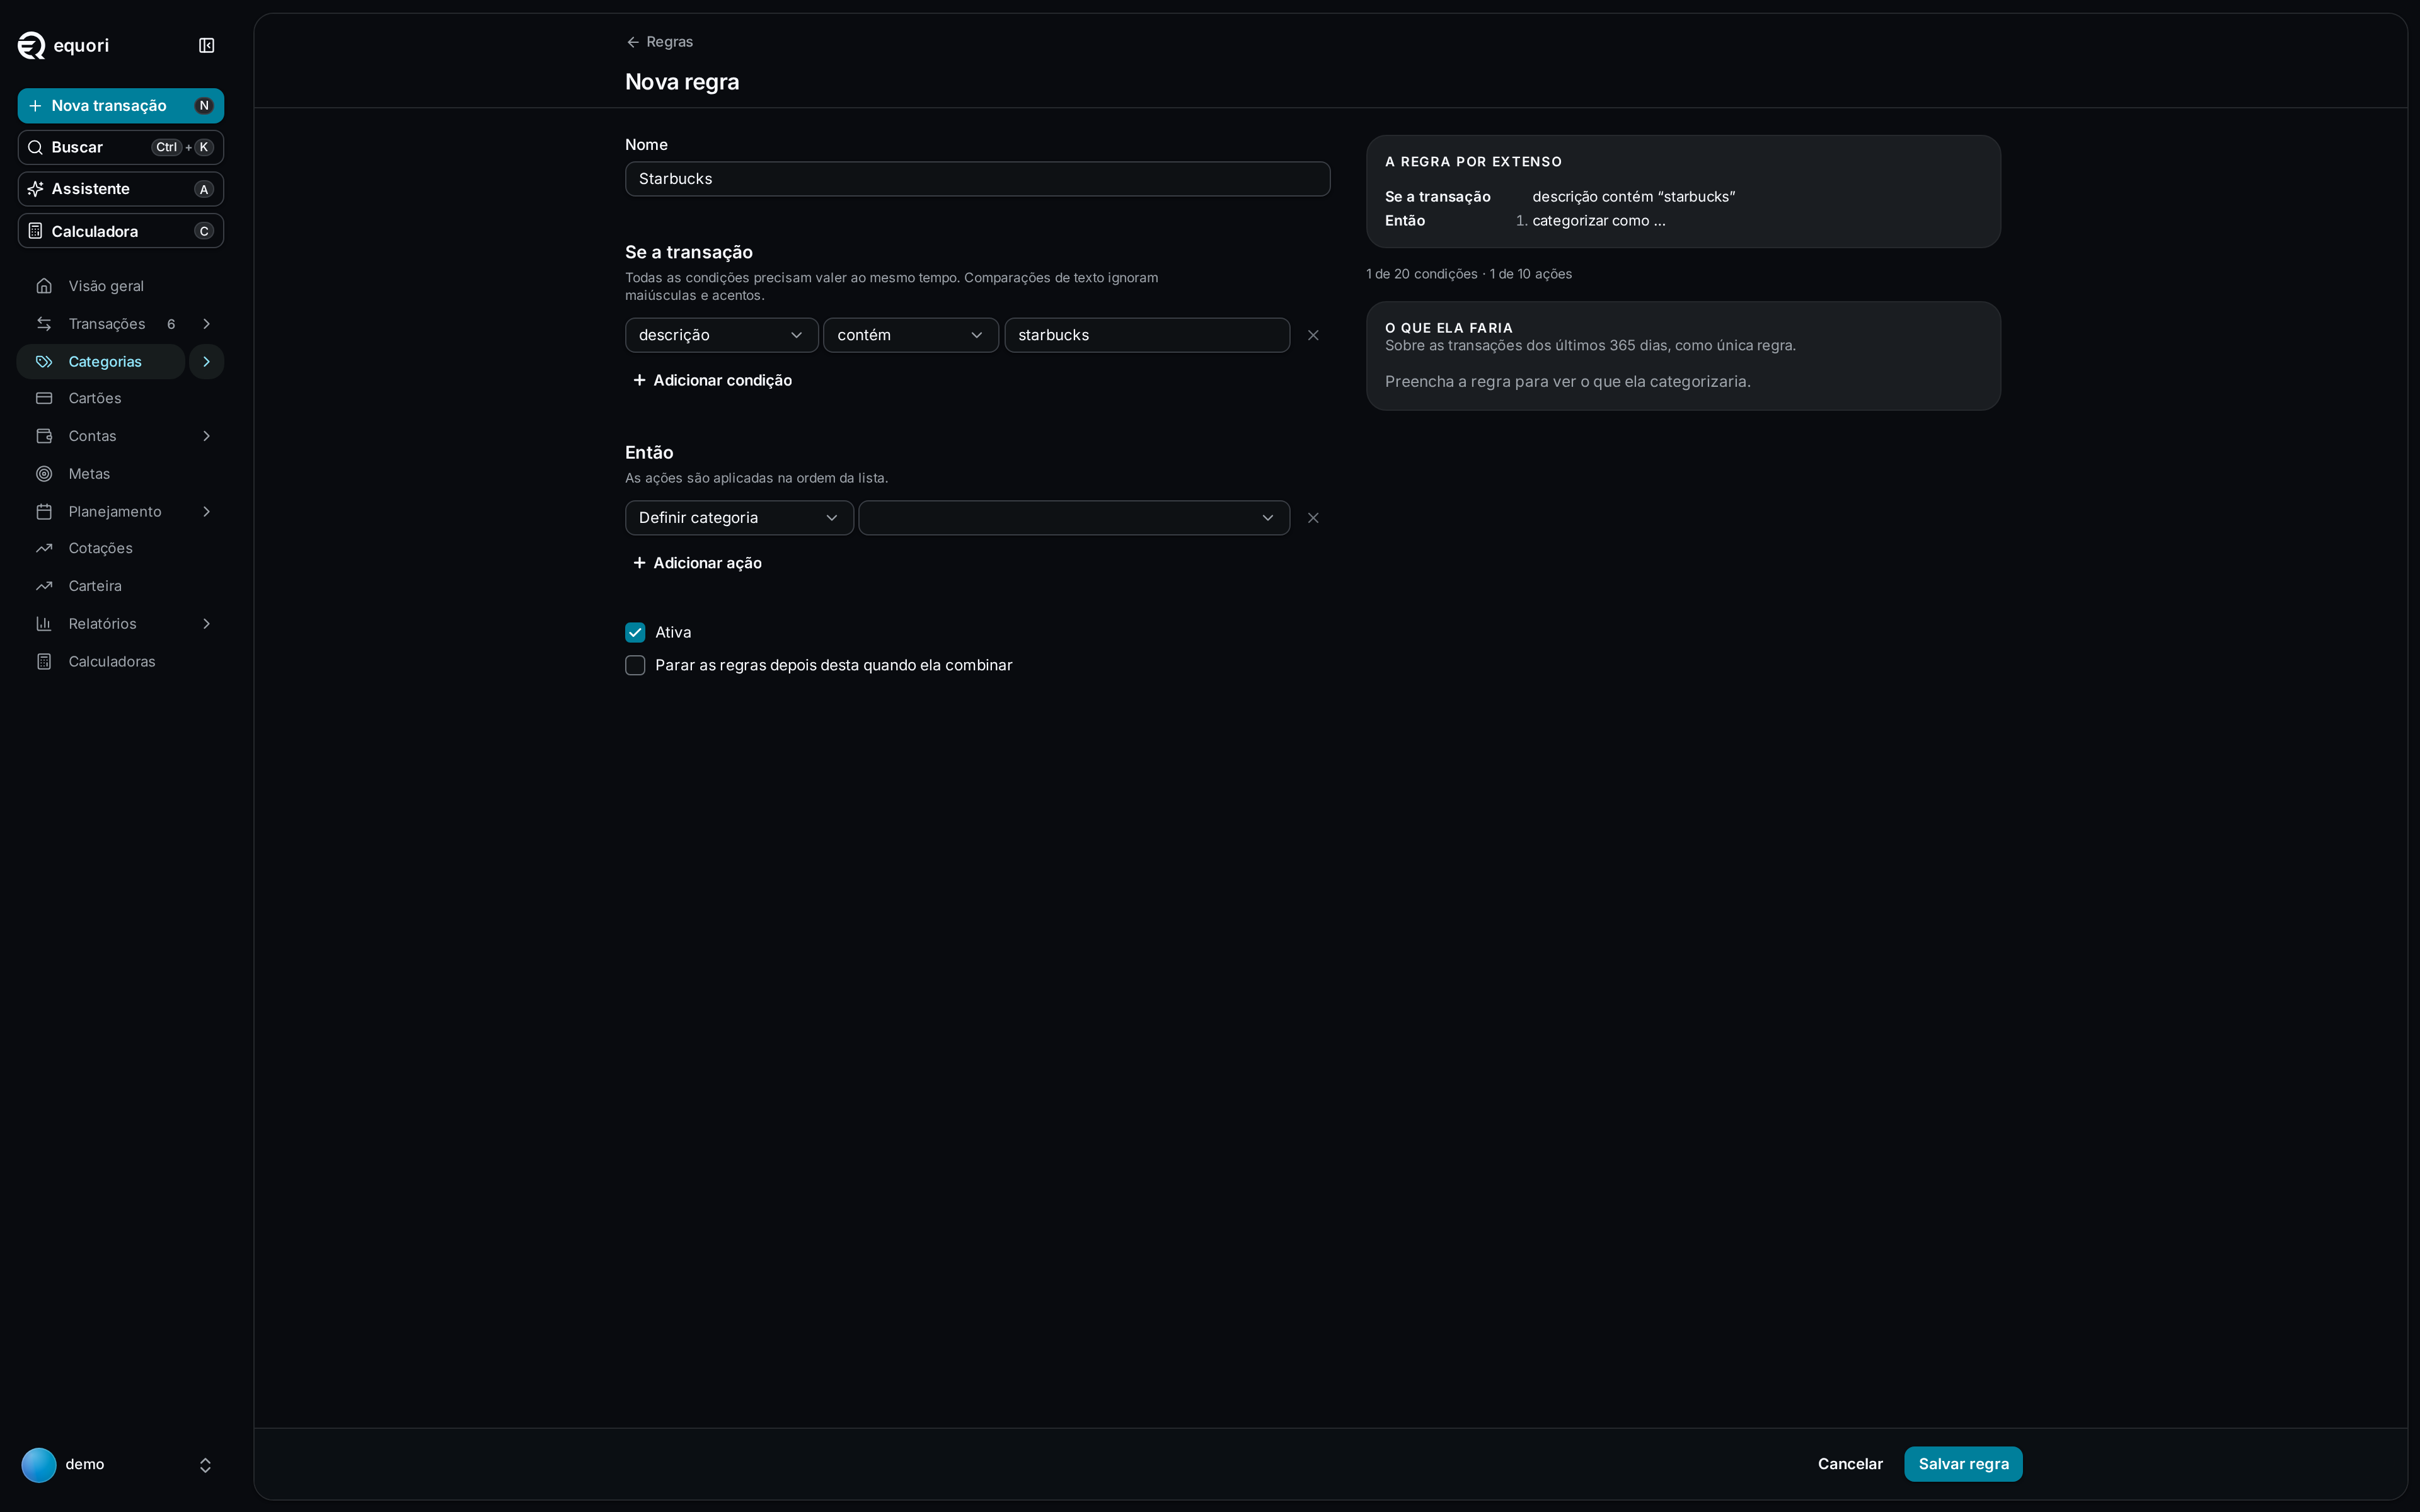 equori
Nova transação N
Buscar Ctrl + K
Assistente A
Calculadora C
Visão geral
Transações 6
Categorias
Cartões
Contas
Metas
Planejamento
Cotações
Carteira
Relatórios
Calculadoras
demo
Regras
Nova regra
Nome
Starbucks
Se a transação
Todas as condições precisam valer ao mesmo tempo. Comparações de texto ignoram
maiúsculas e acentos.
descrição contém starbucks
Adicionar condição
Então
As ações são aplicadas na ordem da lista.
Definir categoria
Adicionar ação
Ativa
Parar as regras depois desta quando ela combinar
A REGRA POR EXTENSO
Se a transação descrição contém “starbucks”
Então 1. categorizar como ...
1 de 20 condições · 1 de 10 ações
O QUE ELA FARIA
Sobre as transações dos últimos 365 dias, como única regra.
Preencha a regra para ver o que ela categorizaria.
Cancelar Salvar regra